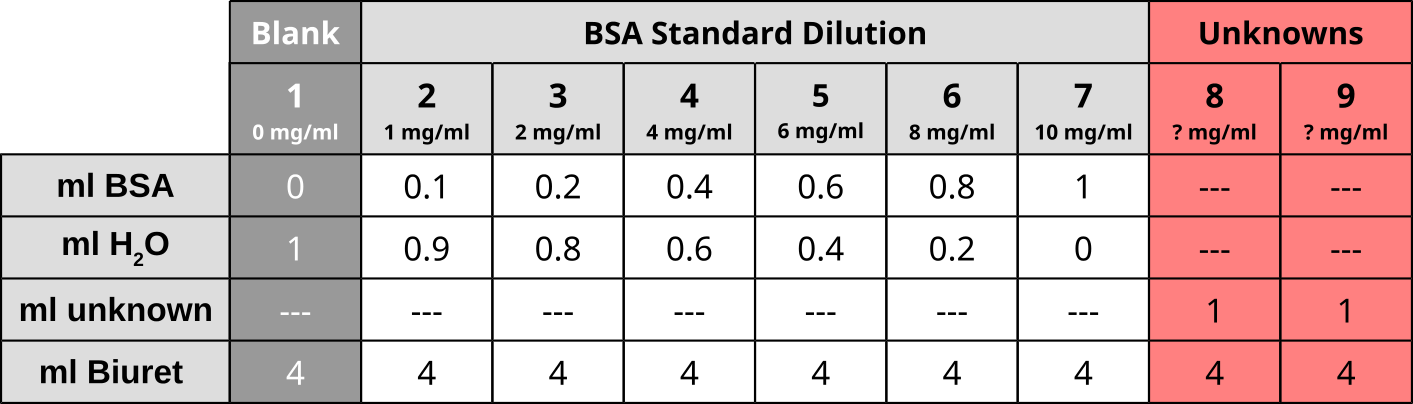 Blank BSA Standard Dilution Unknowns
1 2 3 4 5 6 7 8 9
0 mg/ml 1 mg/ml 2 mg/ml 4 mg/ml 6 mg/ml 8 mg/ml 10 mg/ml ? mg/ml ? mg/ml
ml BSA 0 0.1 0.2 0.4 0.6 0.8 1 --- ---
ml H₂O 1 0.9 0.8 0.6 0.4 0.2 0 --- ---
ml unknown --- --- --- --- --- --- --- 1 1
ml Biuret 4 4 4 4 4 4 4 4 4